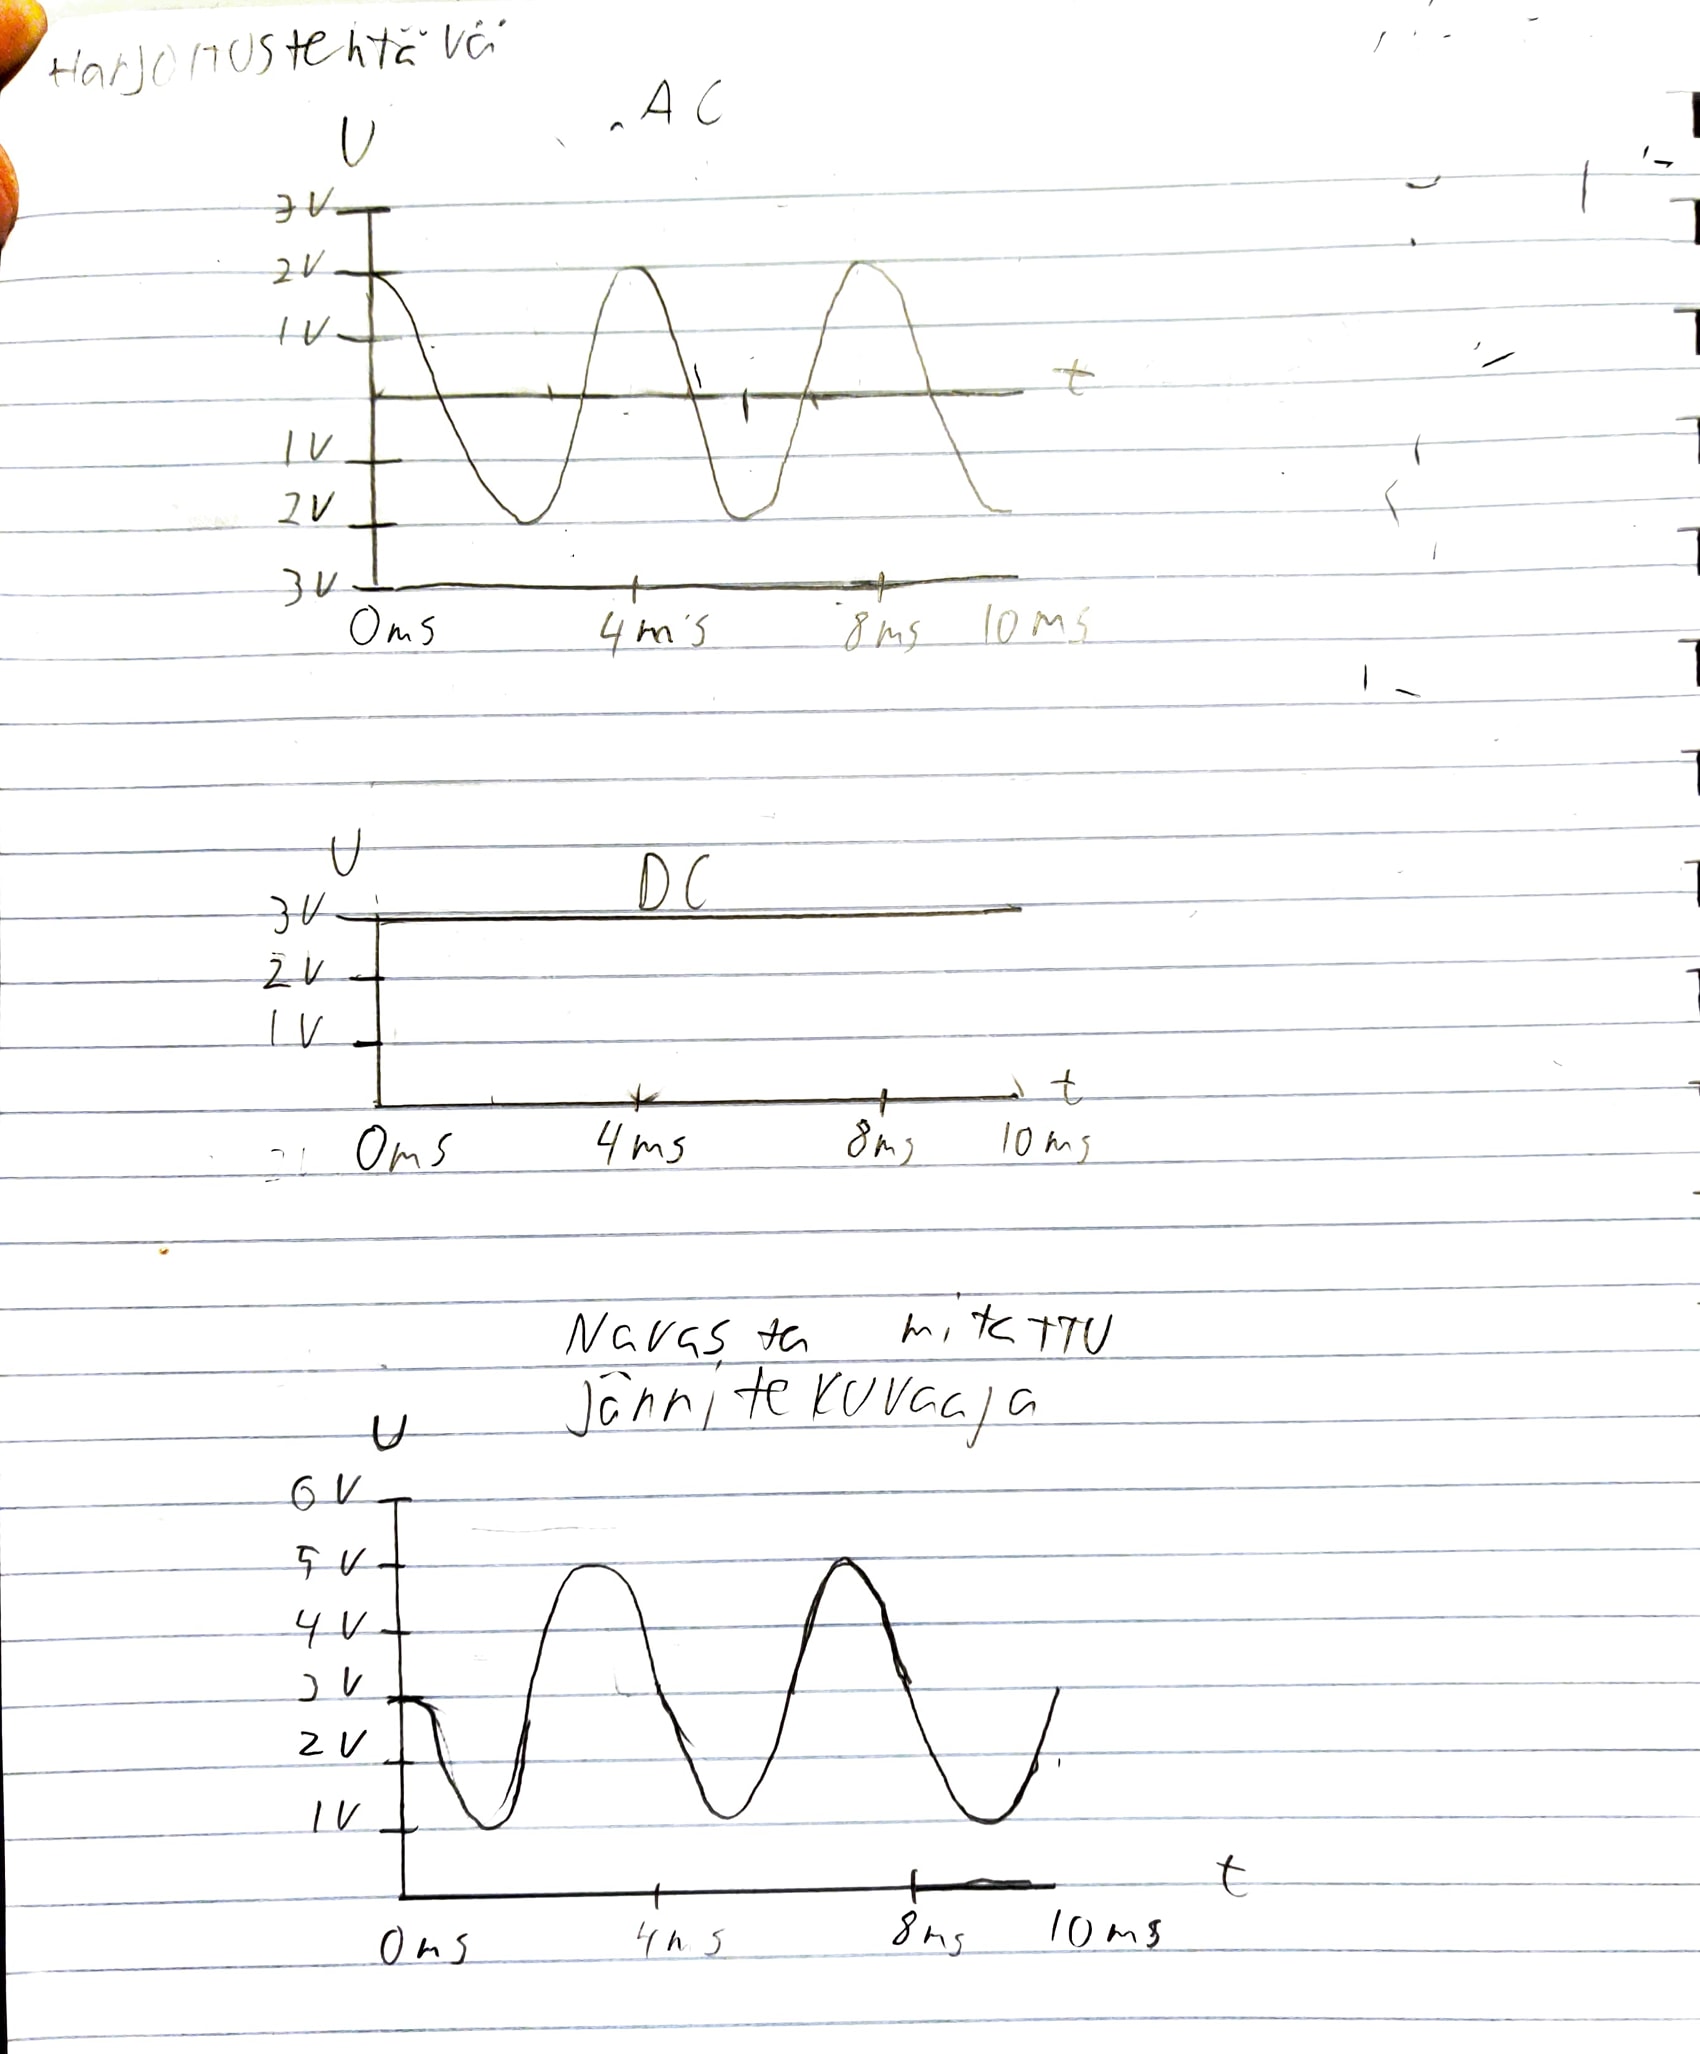 Harjoitustehtävä
AC
U
3V
2V
1V
t
1V
2V
3V
0ms 4ms 8ms 10ms
U
DC
3V
2V
1V
t
0ms 4ms 8ms 10ms
Navasta mitattu
jännitekuvaaja
U
6V
5V
4V
3V
2V
1V
t
0ms 4ms 8ms 10ms